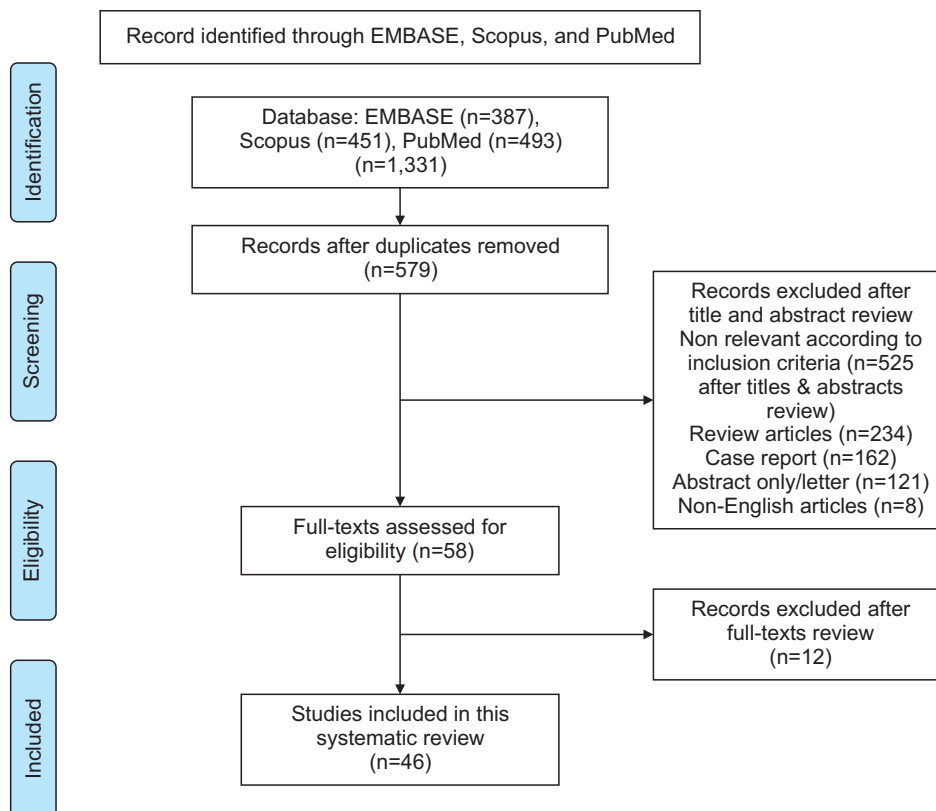 Record identified through EMBASE, Scopus, and PubMed
Identification
Database: EMBASE (n=387),
Scopus (n=451), PubMed (n=493)
(n=1,331)
Records after duplicates removed
(n=579)
Screening
Records excluded after
title and abstract review
Non relevant according to
inclusion criteria (n=525
after titles & abstracts
review)
Review articles (n=234)
Case report (n=162)
Abstract only/letter (n=121)
Non-English articles (n=8)
Eligibility
Full-texts assessed for
eligibility (n=58)
Records excluded after
full-texts review
(n=12)
Included
Studies included in this
systematic review
(n=46)